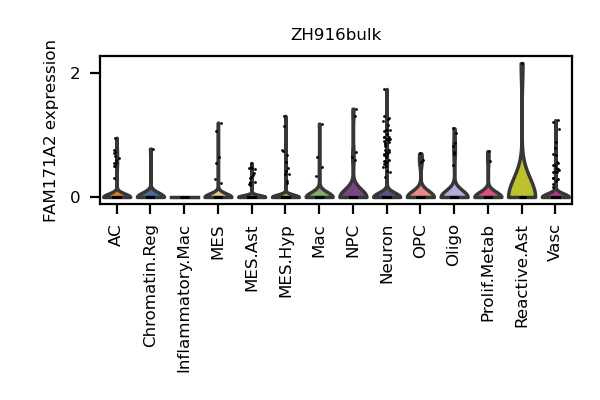 ZH916bulk
FAM171A2 expression
2
0
AC
Chromatin.Reg
Inflammatory.Mac
MES
MES.Ast
MES.Hyp
Mac
NPC
Neuron
OPC
Oligo
Prolif.Metab
Reactive.Ast
Vasc